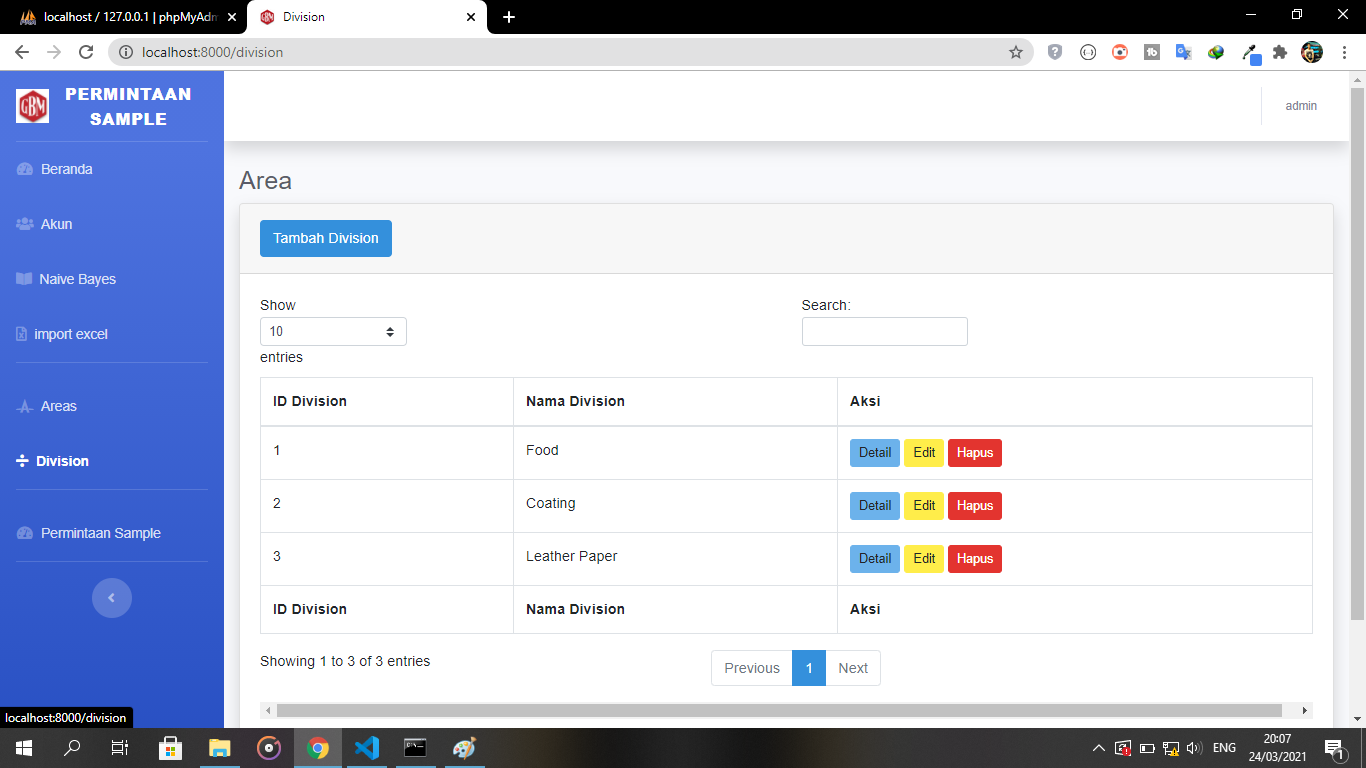 localhost / 127.0.0.1 | phpMyAdm
Division
localhost:8000/division
GBM
PERMINTAAN
SAMPLE
admin
Beranda
Akun
Naive Bayes
import excel
Areas
Division
Permintaan Sample
Area
Tambah Division
Show
10
entries
Search:
ID Division Nama Division Aksi
1 Food Detail Edit Hapus
2 Coating Detail Edit Hapus
3 Leather Paper Detail Edit Hapus
ID Division Nama Division Aksi
Showing 1 to 3 of 3 entries
Previous 1 Next
localhost:8000/division
ENG
20:07
24/03/2021
1